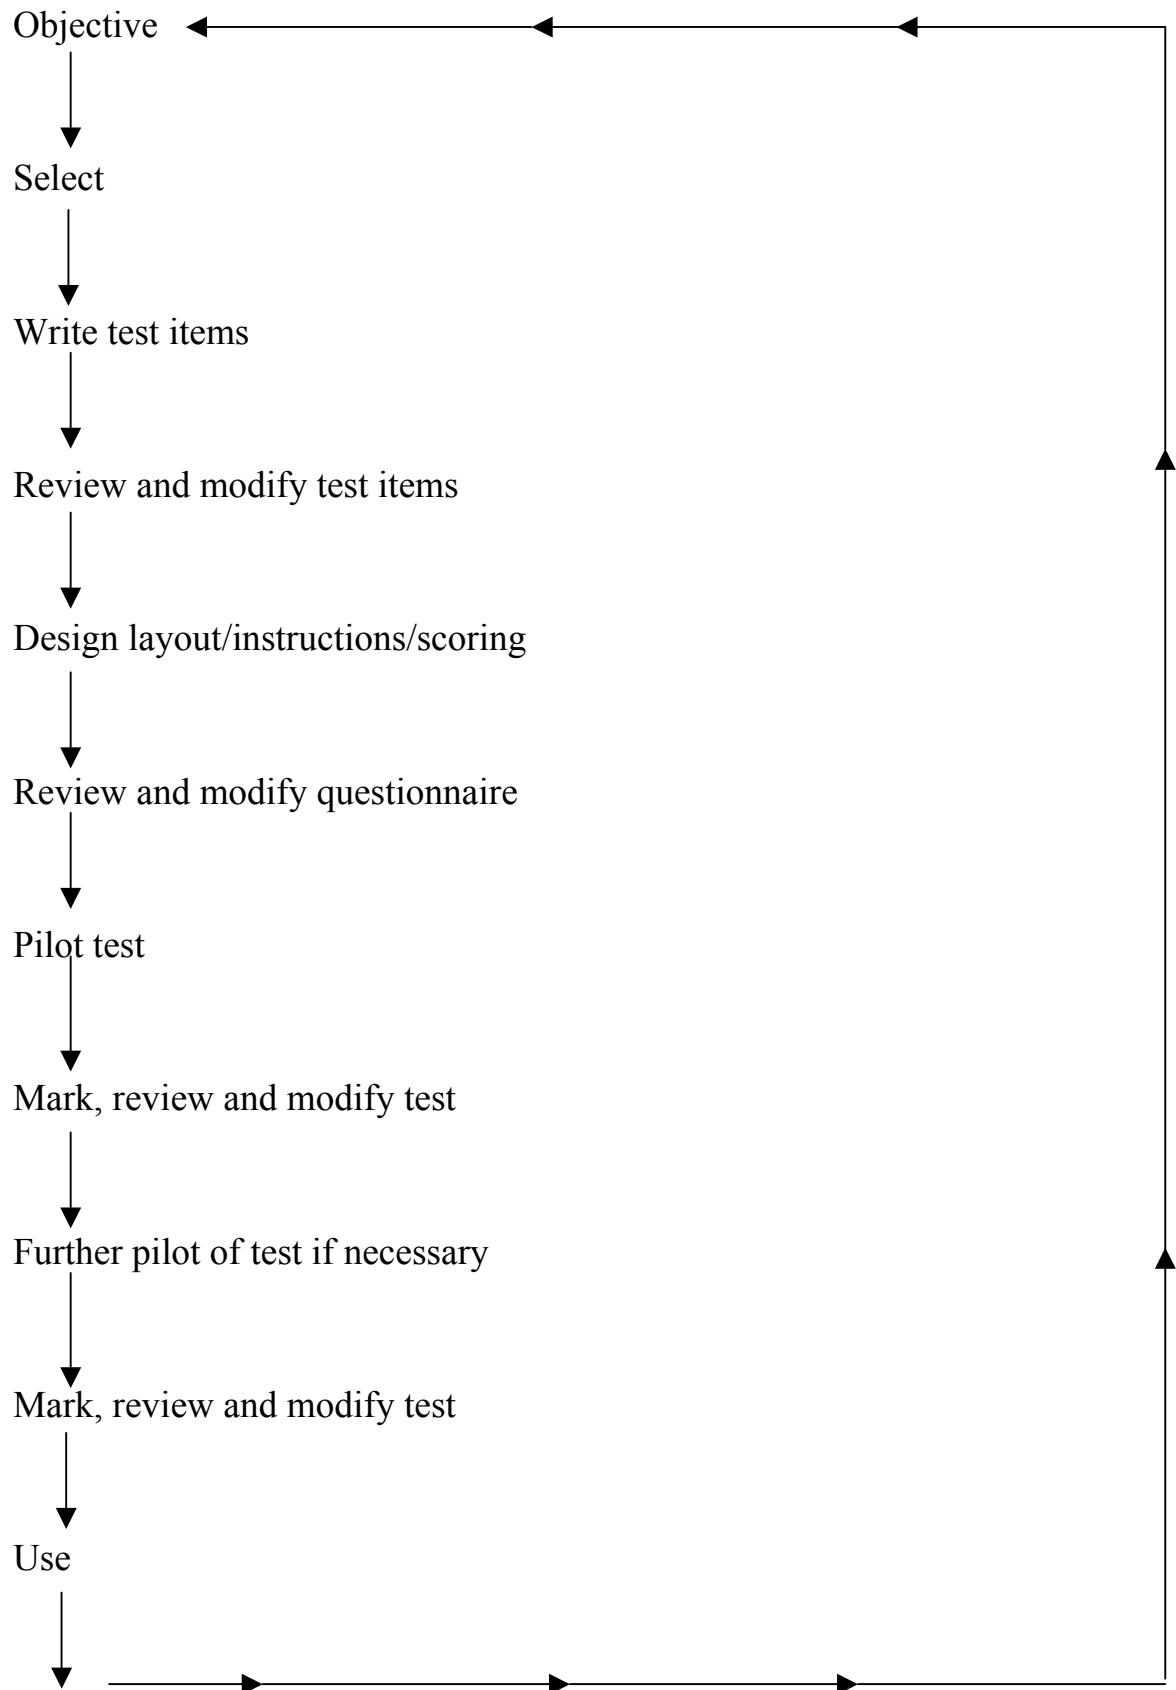 Objective
Select
Write test items
Review and modify test items
Design layout/instructions/scoring
Review and modify questionnaire
Pilot test
Mark, review and modify test
Further pilot of test if necessary
Mark, review and modify test
Use